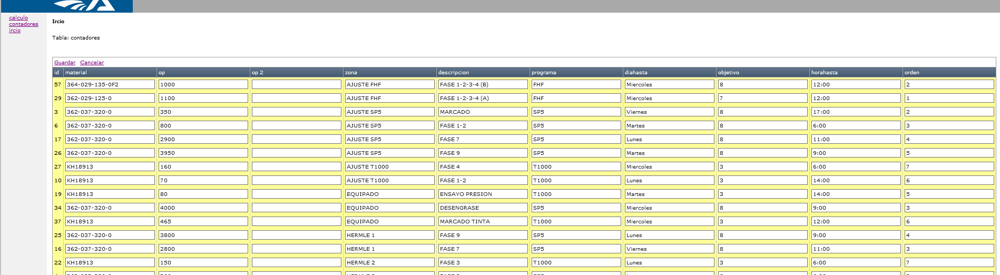 calculo
contadores
ircio
Ircio
Tabla: contadores
Guardar Cancelar
id material op op 2 zona descripcion programa diahasta objetivo horahasta orden
57 364-029-135-0F2 1000 AJUSTE FHF FASE 1-2-3-4 (B) FHF Miercoles 8 12:00 2
29 362-029-125-0 1100 AJUSTE FHF FASE 1-2-3-4 (A) FHF Miercoles 7 12:00 1
3 362-037-320-0 350 AJUSTE SP5 MARCADO SP5 Viernes 8 17:00 2
6 362-037-320-0 800 AJUSTE SP5 FASE 1-2 SP5 Martes 8 6:00 3
17 362-037-320-0 2900 AJUSTE SP5 FASE 7 SP5 Lunes 8 11:00 4
26 362-037-320-0 3950 AJUSTE SP5 FASE 9 SP5 Martes 8 9:00 5
27 KH18913 160 AJUSTE T1000 FASE 4 T1000 Miercoles 3 6:00 7
10 KH18913 70 AJUSTE T1000 FASE 1-2 T1000 Lunes 3 14:00 6
19 KH18913 80 EQUIPADO ENSAYO PRESION T1000 Martes 3 14:00 5
34 362-037-320-0 4000 EQUIPADO DESENGRASE SP5 Miercoles 8 9:00 3
37 KH18913 465 EQUIPADO MARCADO TINTA T1000 Miercoles 3 12:00 6
25 362-037-320-0 3800 HERMLE 1 FASE 9 SP5 Lunes 8 9:00 4
16 362-037-320-0 2800 HERMLE 1 FASE 7 SP5 Viernes 8 11:00 3
22 KH18913 150 HERMLE 2 FASE 3 T1000 Lunes 3 6:00 7